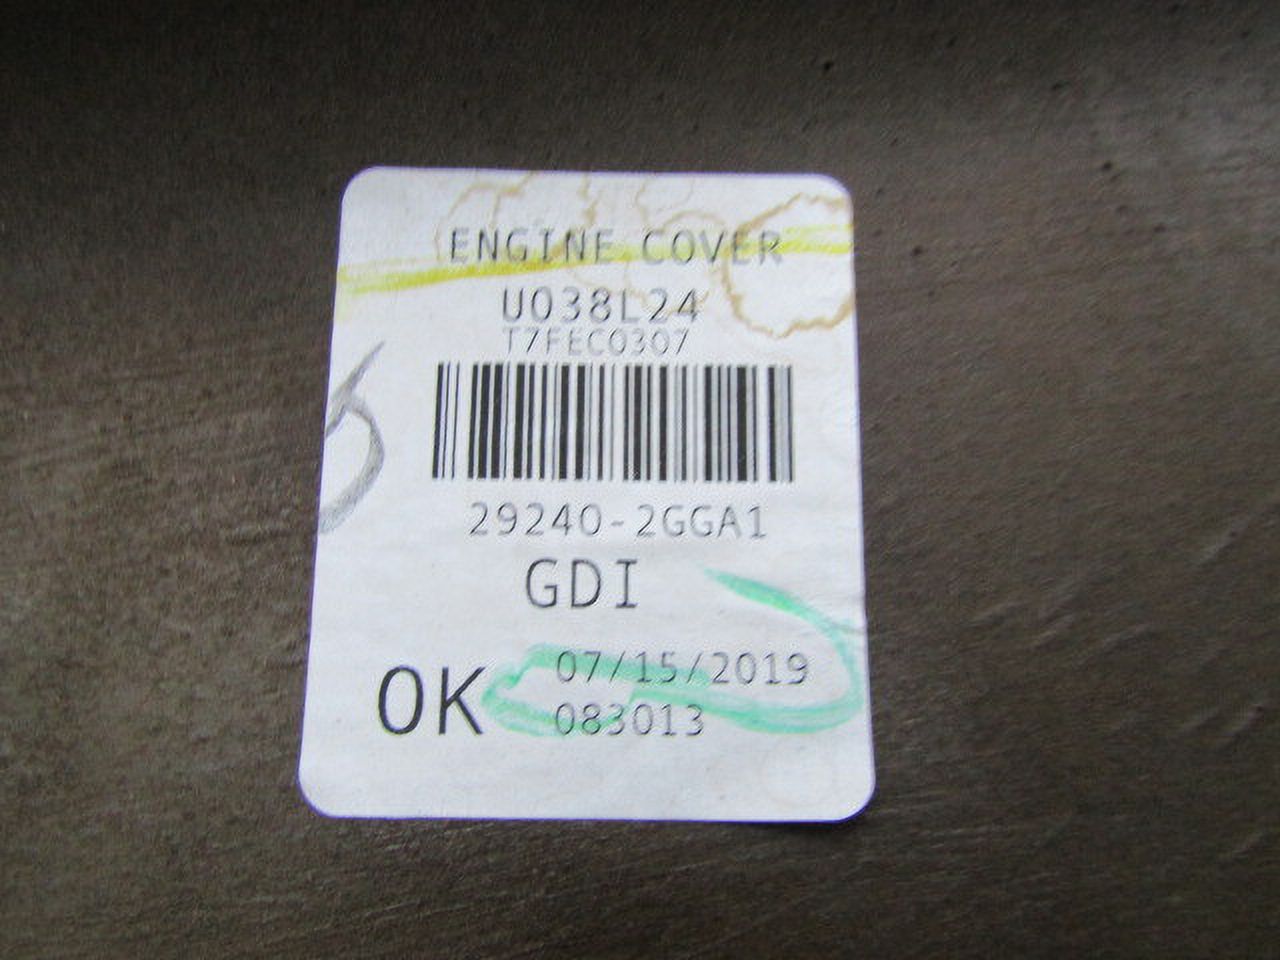 ENGINE COVER
U038L24
T7FEC0307
29240-2GGA1
GDI
OK
07/15/2019
083013